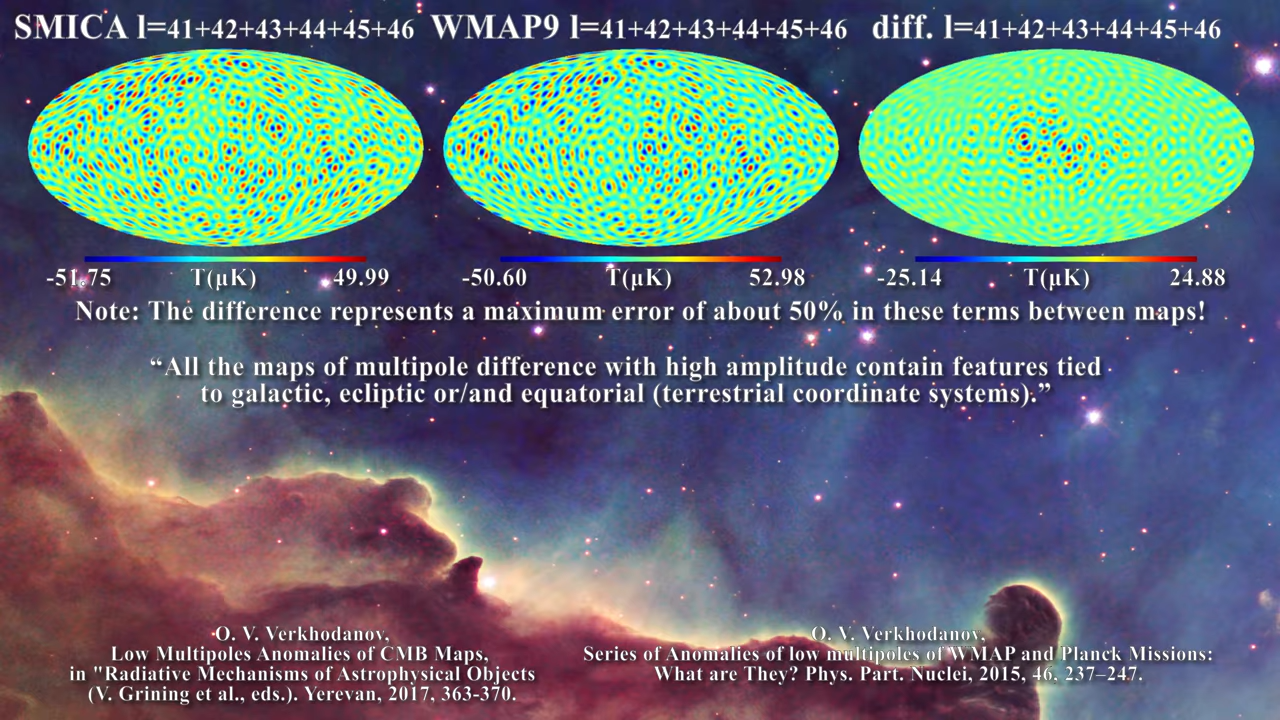 SMICA l=41+42+43+44+45+46 WMAP9 l=41+42+43+44+45+46 diff. l=41+42+43+44+45+46
-51.75 T(μK) 49.99 -50.60 T(μK) 52.98 -25.14 T(μK) 24.88
Note: The difference represents a maximum error of about 50% in these terms between maps!
“All the maps of multipole difference with high amplitude contain features tied
to galactic, ecliptic or/and equatorial (terrestrial coordinate systems).”
O. V. Verkhodanov,
Low Multipoles Anomalies of CMB Maps,
in "Radiative Mechanisms of Astrophysical Objects
(V. Grining et al., eds.). Yerevan, 2017, 363-370.
O. V. Verkhodanov,
Series of Anomalies of low multipoles of WMAP and Planck Missions:
What are They? Phys. Part. Nuclei, 2015, 46, 237–247.